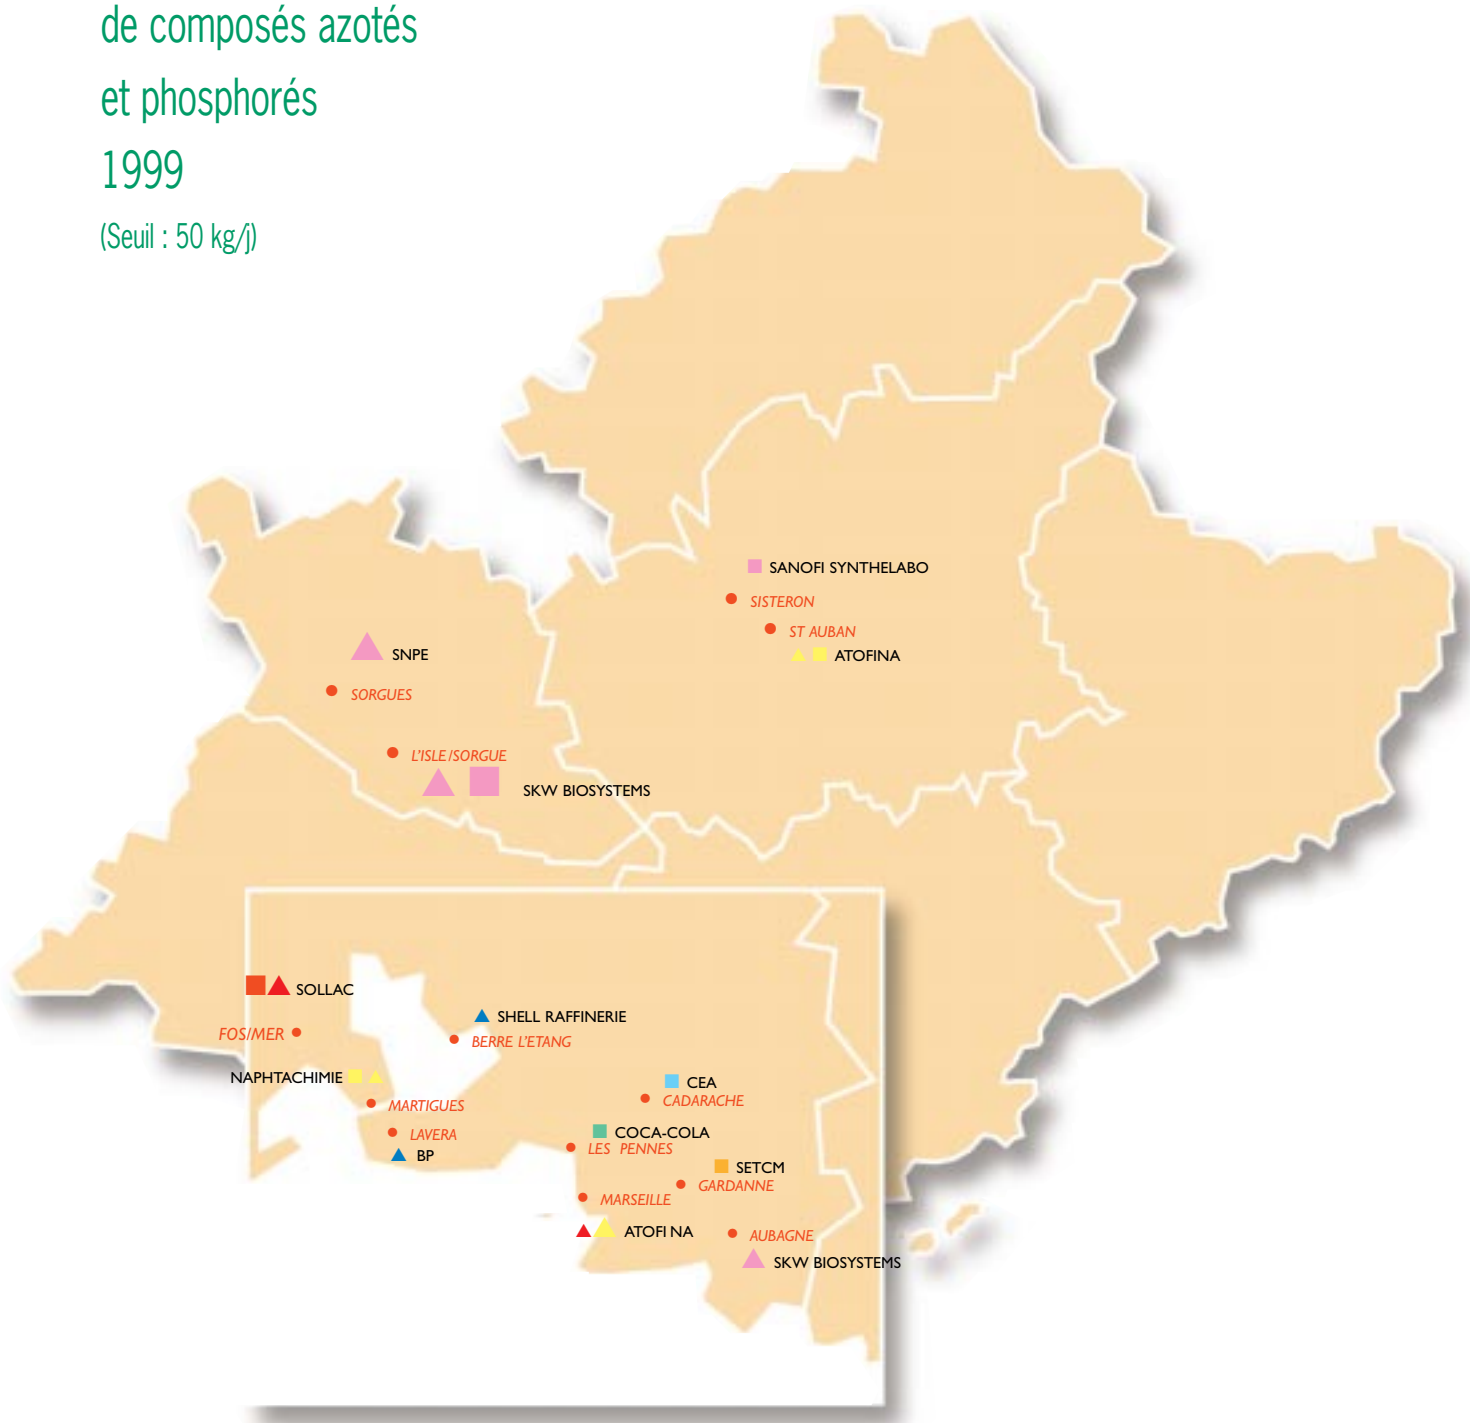 de composés azotés
et phosphorés
1999
(Seuil : 50 kg/j)
SANOFI SYNTHELABO
SISTERON
ST AUBAN
ATOFINA
SNPE
SORGUES
L'ISLE/SORGUE
SKW BIOSYSTEMS
SOLLAC
FOS/MER
SHELL RAFFINERIE
BERRE L'ETANG
NAPHTACHIMIE
MARTIGUES
LAVERA
BP
CEA
CADARACHE
COCA-COLA
LES PENNES
SETCM
GARDANNE
MARSEILLE
ATOFI NA
AUBAGNE
SKW BIOSYSTEMS